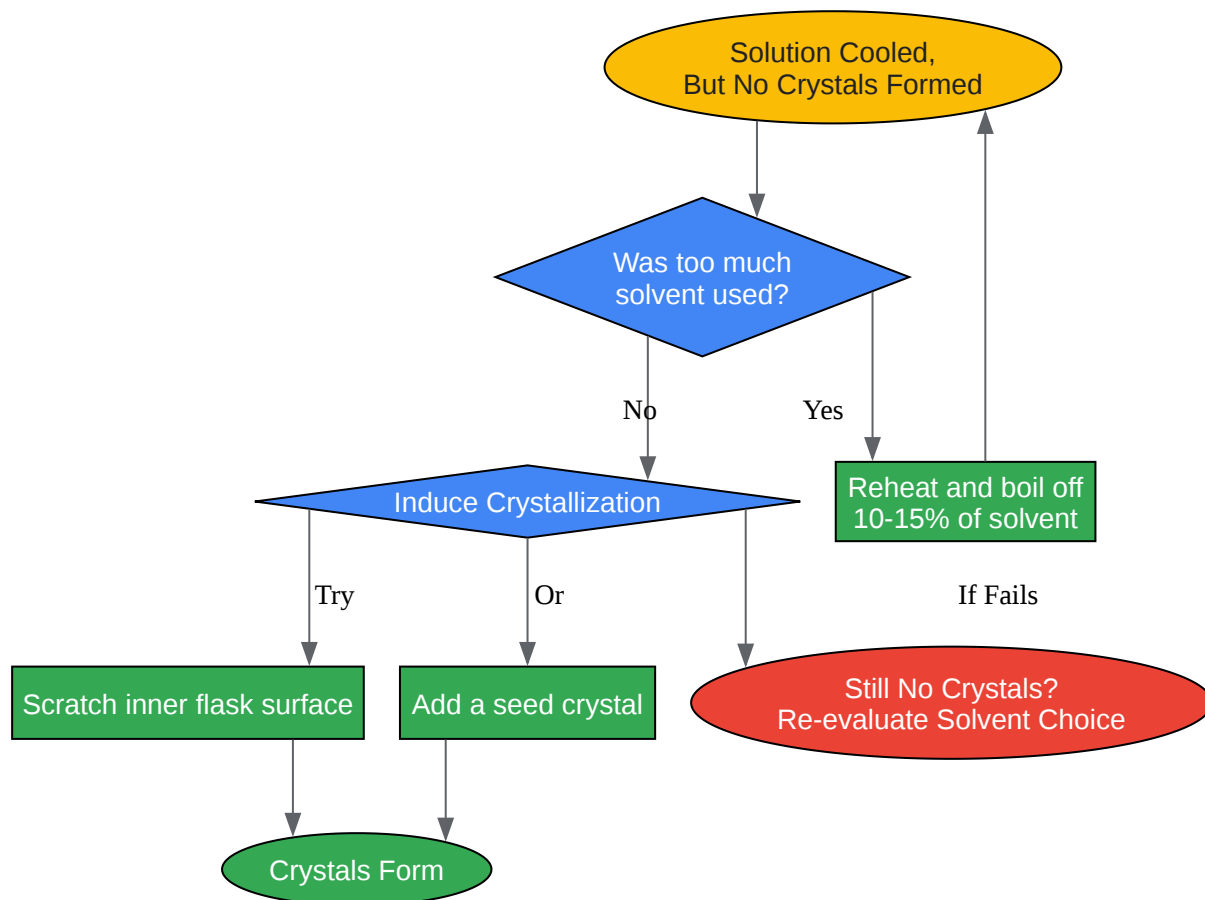 Solution Cooled,
But No Crystals Formed
Was too much
solvent used?
No
Yes
Induce Crystallization
Reheat and boil off
10-15% of solvent
Try
Or
If Fails
Scratch inner flask surface
Add a seed crystal
Still No Crystals?
Re-evaluate Solvent Choice
Crystals Form